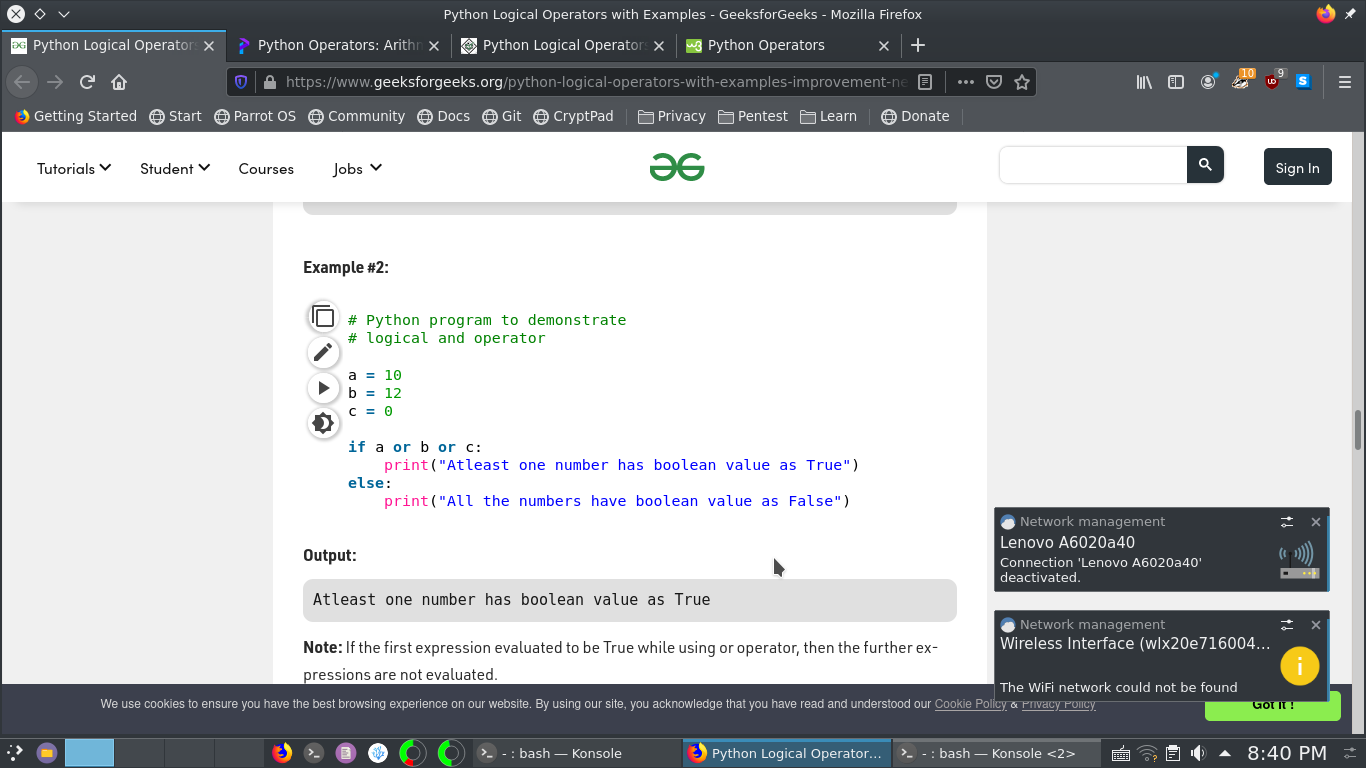 Python Logical Operators with Examples - GeeksforGeeks - Mozilla Firefox
Python Logical Operators
Python Operators: Arithm
Python Logical Operators
Python Operators
https://www.geeksforgeeks.org/python-logical-operators-with-examples-improvement-ne
10
9
Getting Started
Start
Parrot OS
Community
Docs
Git
CryptPad
Privacy
Pentest
Learn
Donate
Tutorials
Student
Courses
Jobs
Sign In
Example #2:
# Python program to demonstrate
# logical and operator
a = 10
b = 12
c = 0
if a or b or c:
print("Atleast one number has boolean value as True")
else:
print("All the numbers have boolean value as False")
Output:
Atleast one number has boolean value as True
Note: If the first expression evaluated to be True while using or operator, then the further ex-
pressions are not evaluated.
Network management
Lenovo A6020a40
Connection 'Lenovo A6020a40'
deactivated.
Network management
Wireless Interface (wlx20e716004...
The WiFi network could not be found
We use cookies to ensure you have the best browsing experience on our website. By using our site, you acknowledge that you have read and understood our Cookie Policy & Privacy Policy
Got It !
- : bash — Konsole
Python Logical Operator...
- : bash — Konsole <2>
8:40 PM